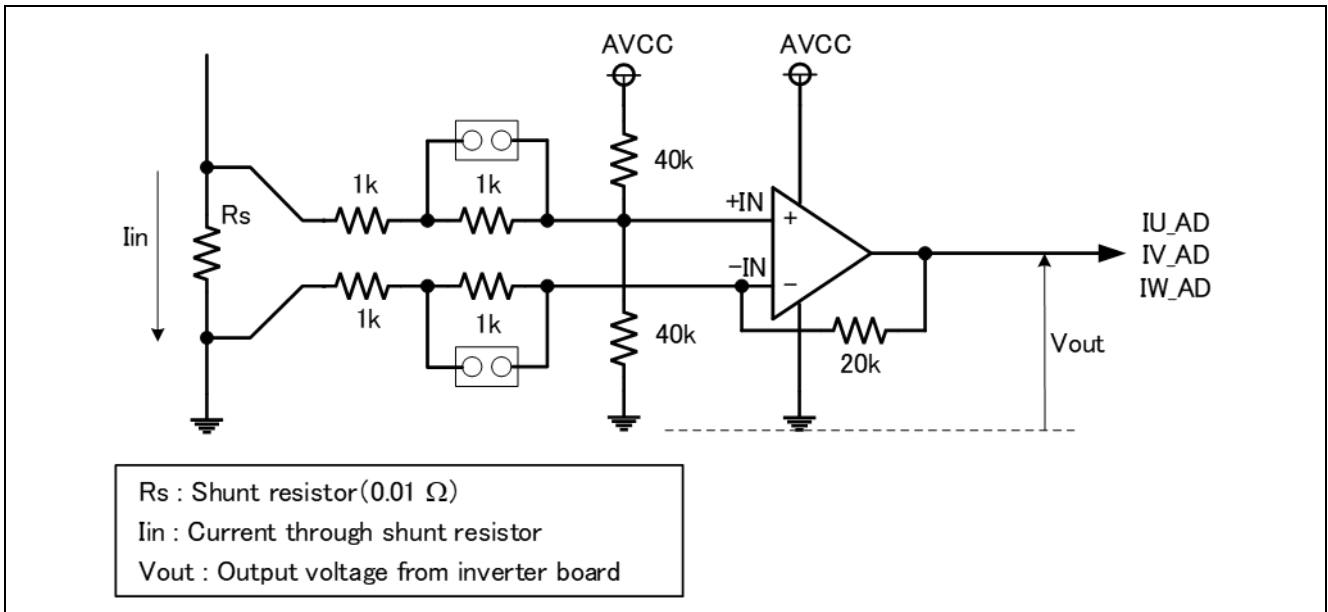 AVCC
AVCC
40k
1k
1k
+IN
+
Rs
Iin
IU_AD
IV_AD
IW_AD
−IN
−
1k
1k
40k
20k
Vout
Rs : Shunt resistor(0.01 Ω)
Iin : Current through shunt resistor
Vout : Output voltage from inverter board